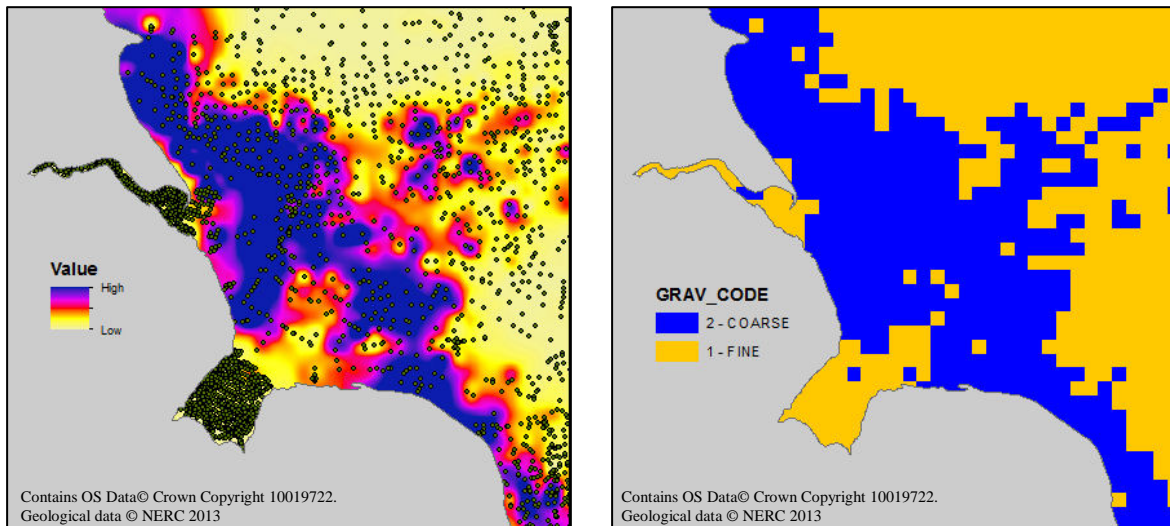 Value
High
Low
Contains OS Data© Crown Copyright 10019722.
Geological data © NERC 2013
GRAV_CODE
2 - COARSE
1 - FINE
Contains OS Data© Crown Copyright 10019722.
Geological data © NERC 2013